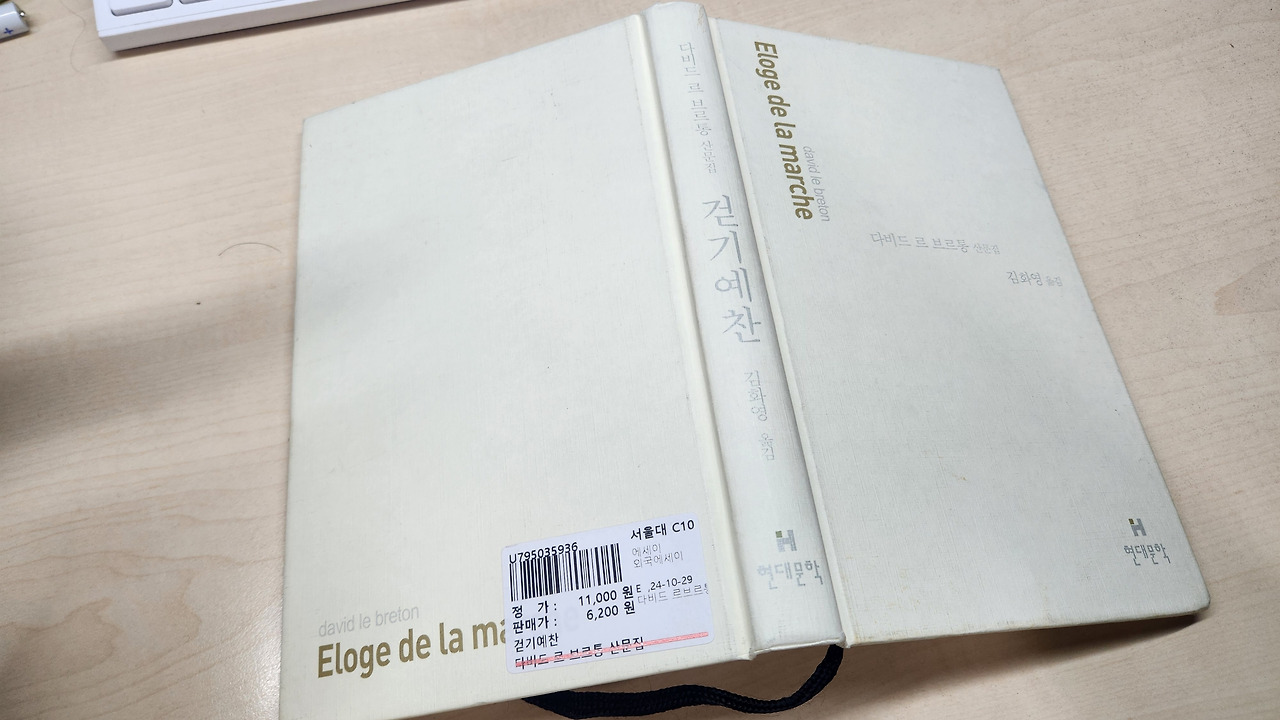 다비드 르 브르통 산문집
걷기예찬
김화영 옮김
현대문학
Eloge de la marche
david le breton
다비드 르 브르통 산문집
김화영 옮김
현대문학
david le breton
Eloge de la ma
U795035936
서울대 C10
에세이
외국에세이
E ,24-10-29
정 가 : 11,000 원
다비드 르브르통
판매가 : 6,200 원
걷기예찬
다비드 르 브르통 산문집